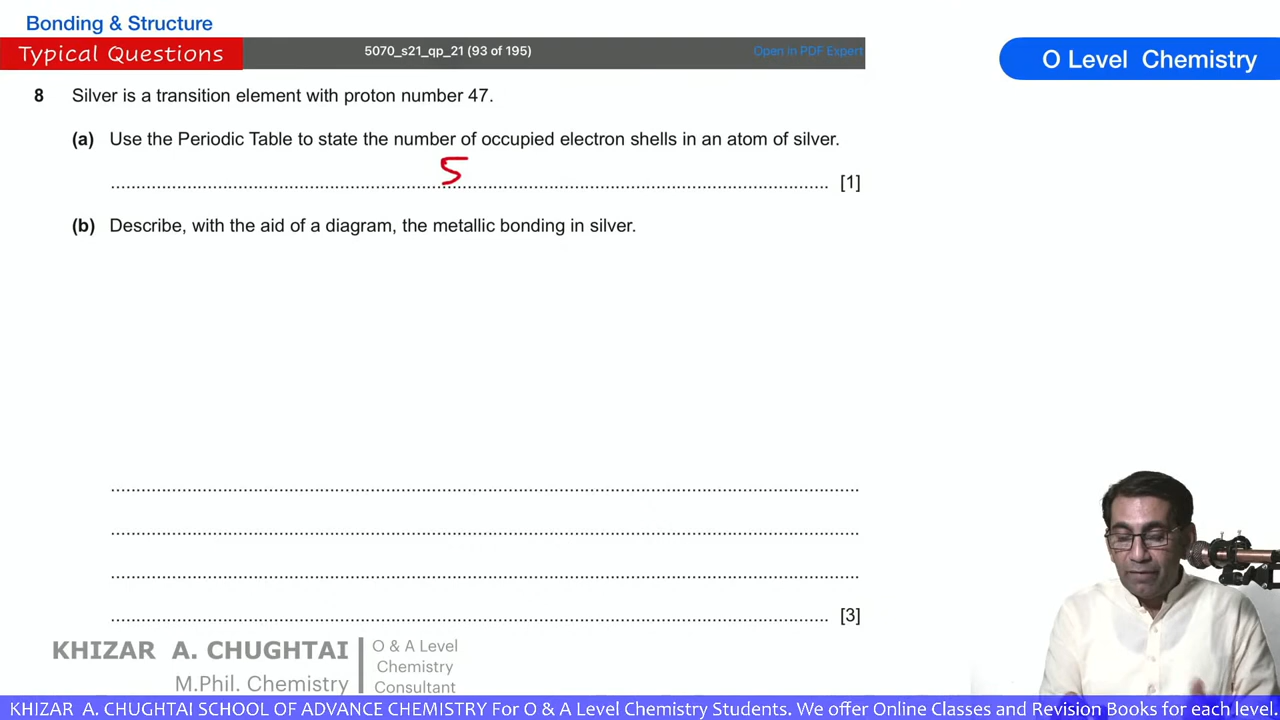 Bonding & Structure
Typical Questions
5070_s21_qp_21 (93 of 195)
Open in PDF Expert
O Level Chemistry
8 Silver is a transition element with proton number 47.
(a) Use the Periodic Table to state the number of occupied electron shells in an atom of silver.
5
[1]
(b) Describe, with the aid of a diagram, the metallic bonding in silver.
[3]
KHIZAR A. CHUGHTAI
M.Phil. Chemistry
O & A Level
Chemistry
Consultant
KHIZAR A. CHUGHTAI SCHOOL OF ADVANCE CHEMISTRY For O & A Level Chemistry Students. We offer Online Classes and Revision Books for each level.